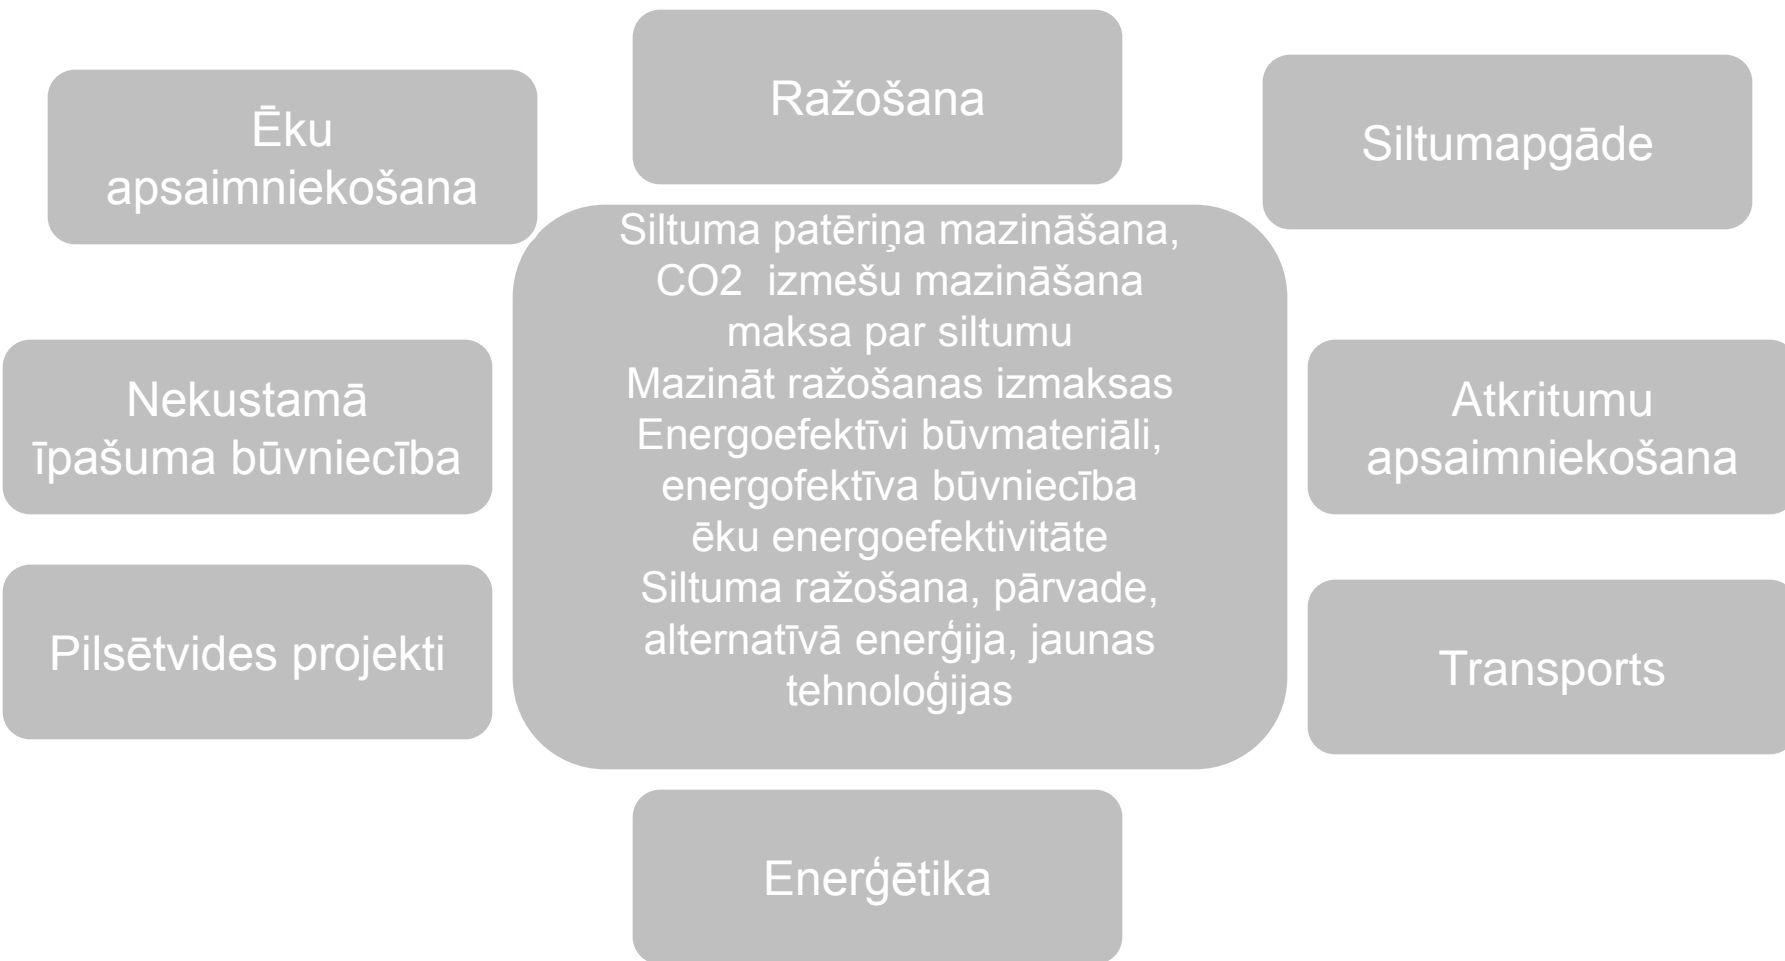 Ražošana
Ēku
apsaimniekošana
Siltumapgāde
Siltuma patēriņa mazināšana,
CO2  izmešu mazināšana
maksa par siltumu
Mazināt ražošanas izmaksas
Energoefektīvi būvmateriāli,
energofektīva būvniecība
ēku energoefektivitāte
Siltuma ražošana, pārvade,
alternatīvā enerģija, jaunas
tehnoloģijas
Nekustamā
īpašuma būvniecība
Atkritumu
apsaimniekošana
Pilsētvides projekti
Transports
Enerģētika